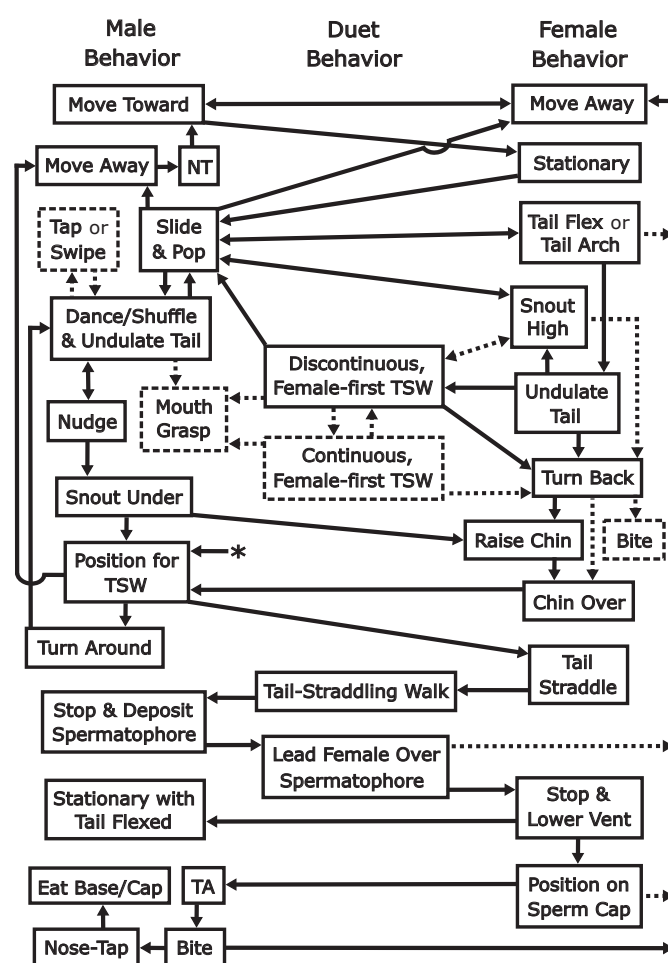 Male
Behavior
Duet
Behavior
Female
Behavior
Move Toward
Move Away
Move Away
NT
Stationary
Tap or
Swipe
Slide
& Pop
Tail Flex or
Tail Arch
Dance/Shuffle
& Undulate Tail
Snout
High
Discontinuous,
Female-first TSW
Undulate
Tail
Nudge
Mouth
Grasp
Continuous,
Female-first TSW
Turn Back
Snout Under
Raise Chin
Bite
Position for
TSW
*
Chin Over
Turn Around
Tail
Straddle
Tail-Straddling Walk
Stop & Deposit
Spermatophore
Lead Female Over
Spermatophore
Stationary with
Tail Flexed
Stop &
Lower Vent
Eat Base/Cap
TA
Position on
Sperm Cap
Nose-Tap
Bite